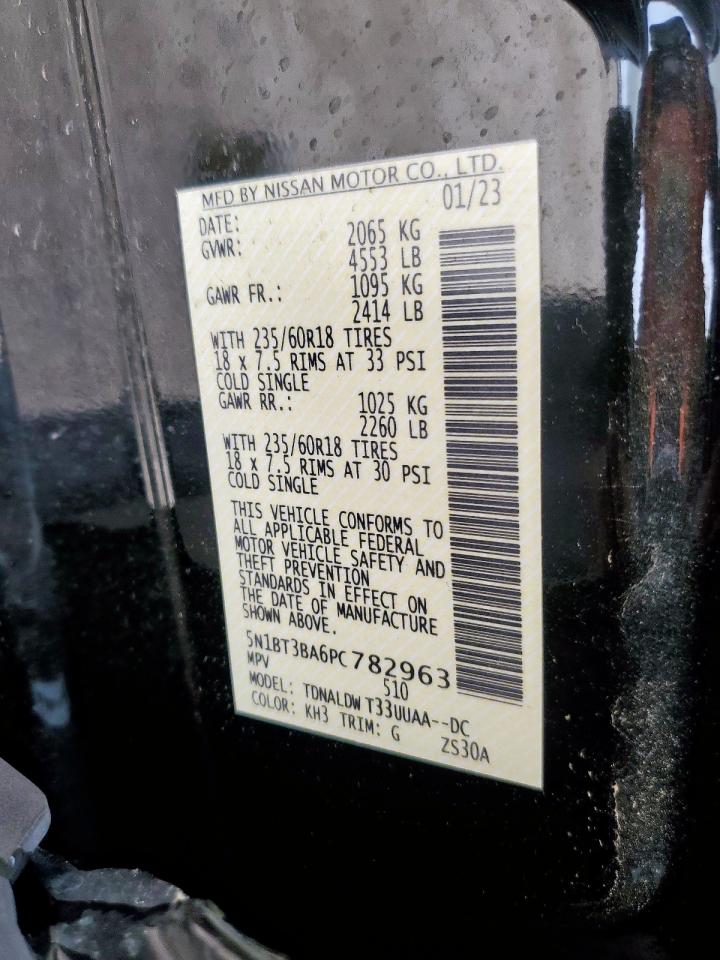 MFD BY NISSAN MOTOR CO., LTD.
DATE: 01/23
GVWR: 2065 KG
4553 LB
GAWR FR.: 1095 KG
2414 LB
WITH 235/60R18 TIRES
18 x 7.5 RIMS AT 33 PSI
COLD SINGLE
GAWR RR.: 1025 KG
2260 LB
WITH 235/60R18 TIRES
18 x 7.5 RIMS AT 30 PSI
COLD SINGLE
THIS VEHICLE CONFORMS TO
ALL APPLICABLE FEDERAL
MOTOR VEHICLE SAFETY AND
THEFT PREVENTION
STANDARDS IN EFFECT ON
THE DATE OF MANUFACTURE
SHOWN ABOVE.
5N1BT3BA6PC782963
MPV 510
MODEL: TDNALDW T33UUAA--DC
COLOR: KH3 TRIM: G ZS30A